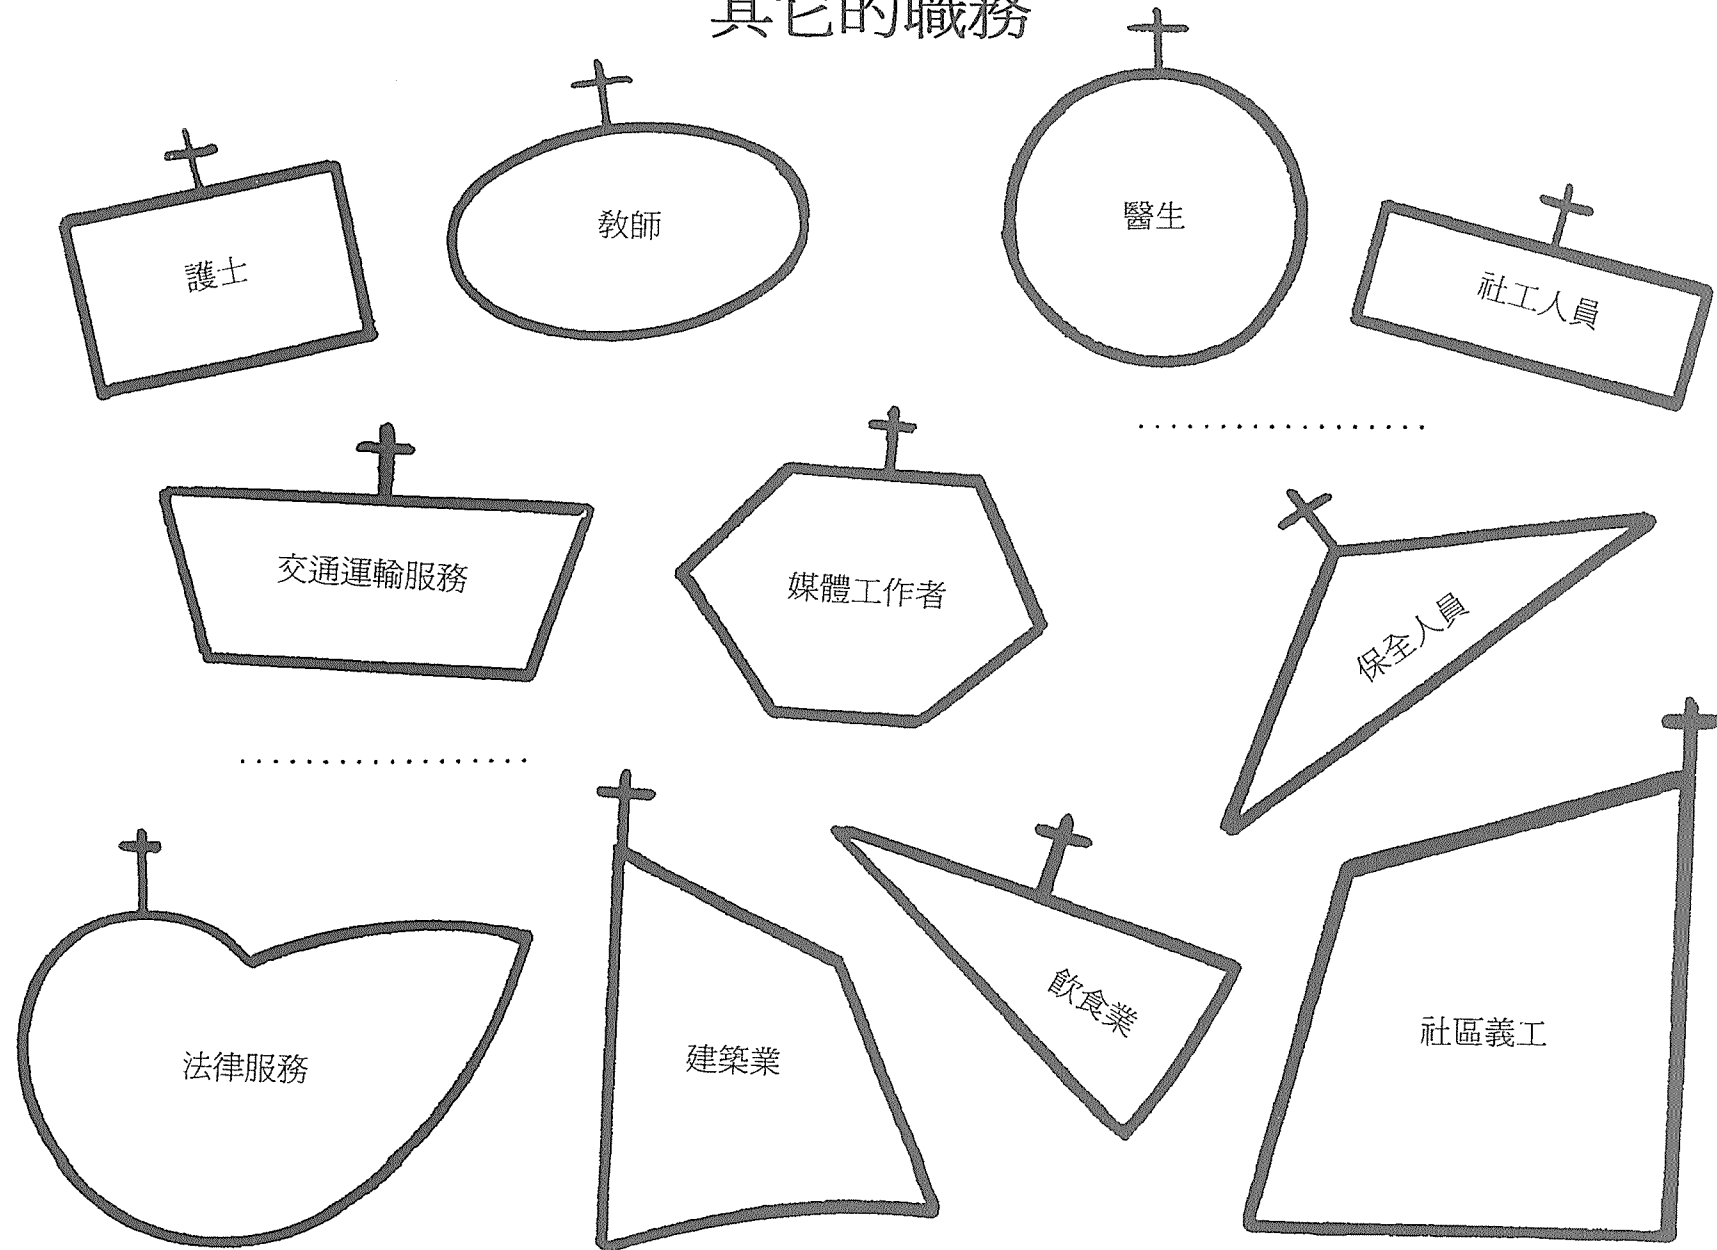 其它的職務
護士
教師
醫生
社工人員
..................
交通運輸服務
媒體工作者
保全人員
..................
法律服務
建築業
飲食業
社區義工